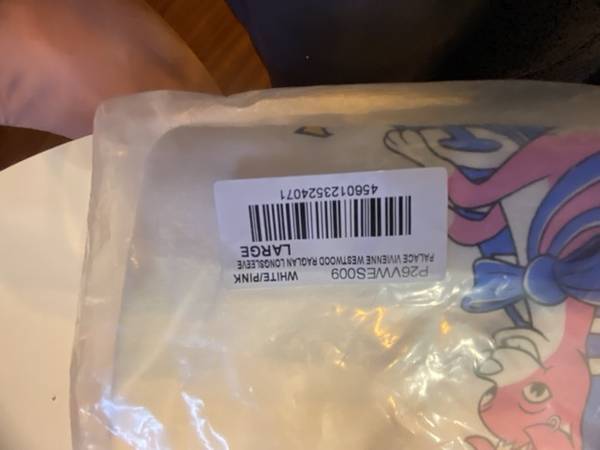 P26VWES009 WHITE/PINK
PALACE VIVIENNE WESTWOOD RAGLAN LONGSLEEVE
LARGE
4560123524071